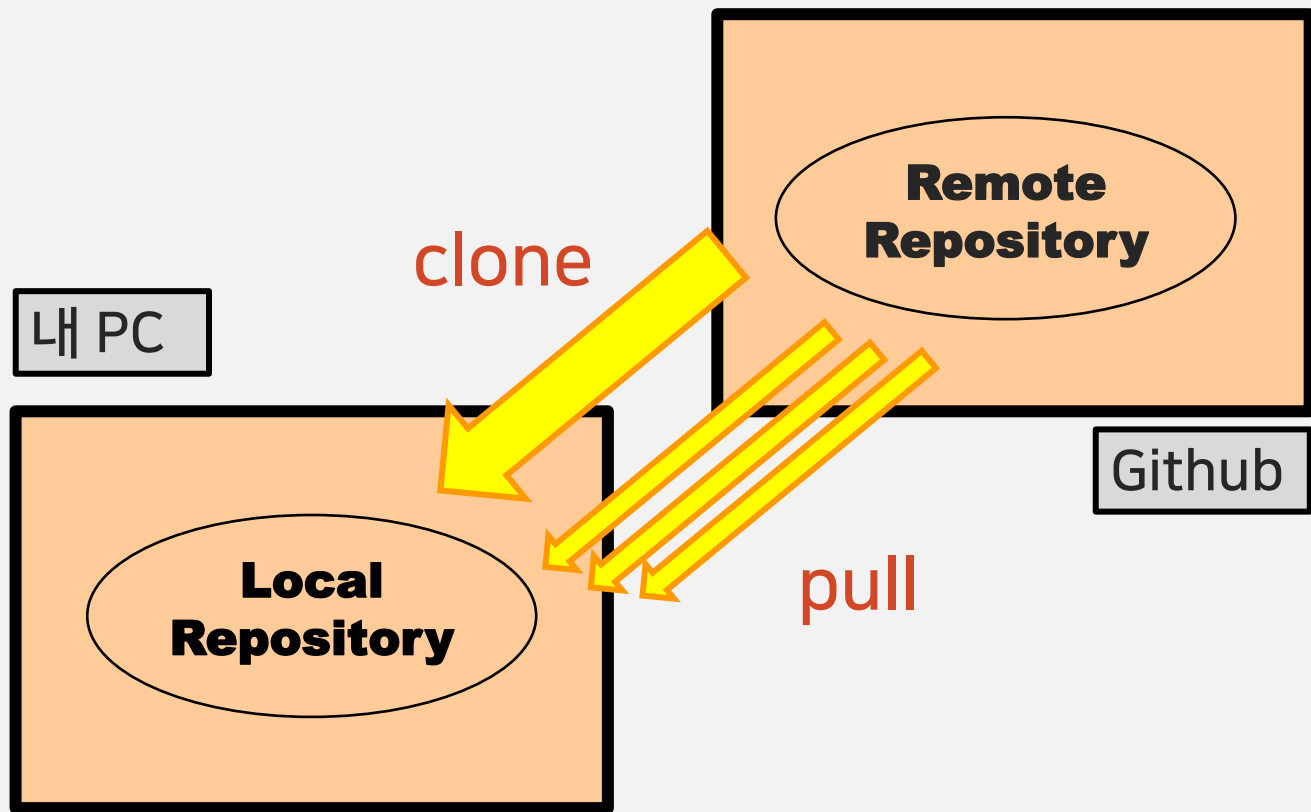 Remote
Repository
clone
내 PC
Github
pull
Local
Repository